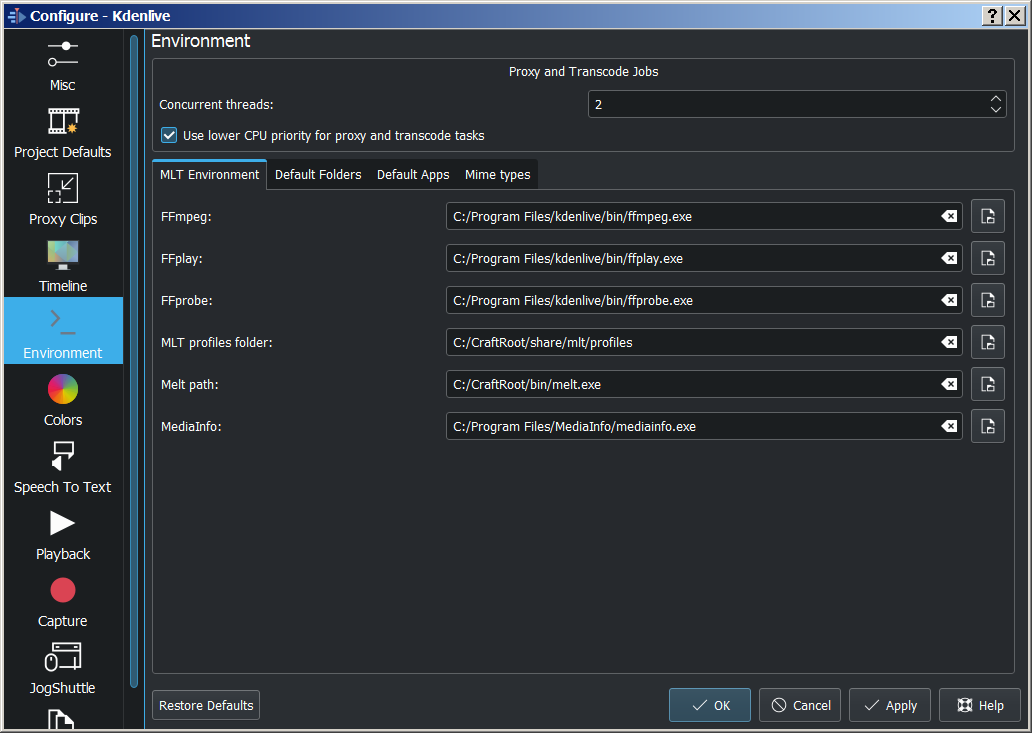 Configure - Kdenlive
Misc
Project Defaults
Proxy Clips
Timeline
Environment
Colors
Speech To Text
Playback
Capture
JogShuttle
Environment
Proxy and Transcode Jobs
Concurrent threads: 2
Use lower CPU priority for proxy and transcode tasks
MLT Environment Default Folders Default Apps Mime types
FFmpeg: C:/Program Files/kdenlive/bin/ffmpeg.exe
FFplay: C:/Program Files/kdenlive/bin/ffplay.exe
FFprobe: C:/Program Files/kdenlive/bin/ffprobe.exe
MLT profiles folder: C:/CraftRoot/share/mlt/profiles
Melt path: C:/CraftRoot/bin/melt.exe
MediaInfo: C:/Program Files/MediaInfo/mediainfo.exe
Restore Defaults OK Cancel Apply Help